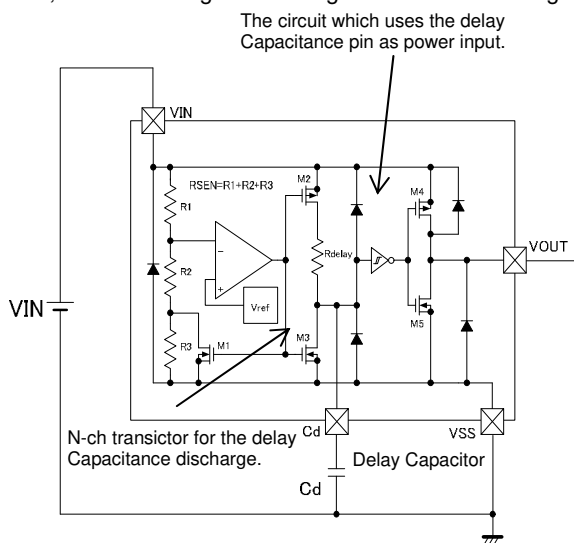 The circuit which uses the delay
Capacitance pin as power input.
VIN
RSEN=R1+R2+R3
M2
M4
R1
Rdelay
VOUT
R2
Vref
VIN
M5
R3
M1
M3
N-ch transictor for the delay
Capacitance discharge.
Cd
VSS
Delay Capacitor
Cd